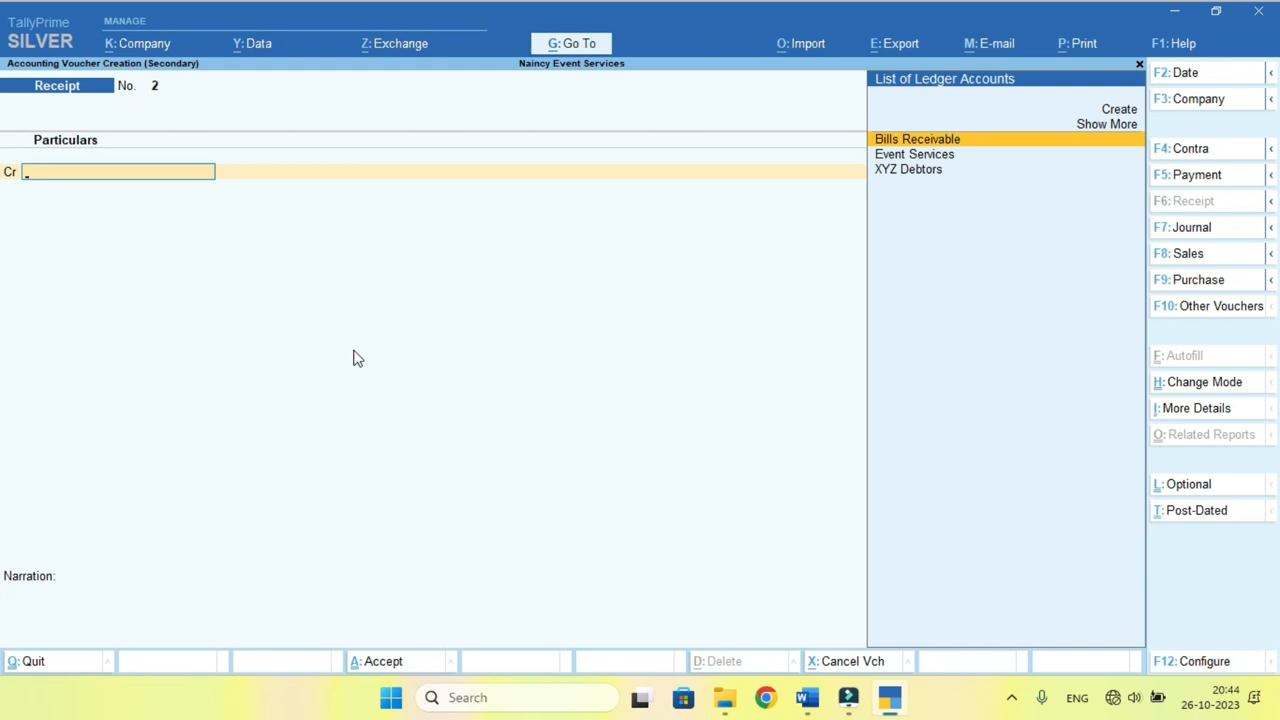 TallyPrime
SILVER
MANAGE
K: Company
Y: Data
Z: Exchange
G: Go To
O: Import
E: Export
M: E-mail
P: Print
F1: Help
Accounting Voucher Creation (Secondary)
Naincy Event Services
Receipt No. 2
Particulars
Cr
Narration:
List of Ledger Accounts
Create
Show More
Bills Receivable
Event Services
XYZ Debtors
F2: Date
F3: Company
F4: Contra
F5: Payment
F6: Receipt
F7: Journal
F8: Sales
F9: Purchase
F10: Other Vouchers
F: Autofill
H: Change Mode
I: More Details
O: Related Reports
L: Optional
T: Post-Dated
Q: Quit
A: Accept
D: Delete
X: Cancel Vch
F12: Configure
Search
ENG
20:44
26-10-2023